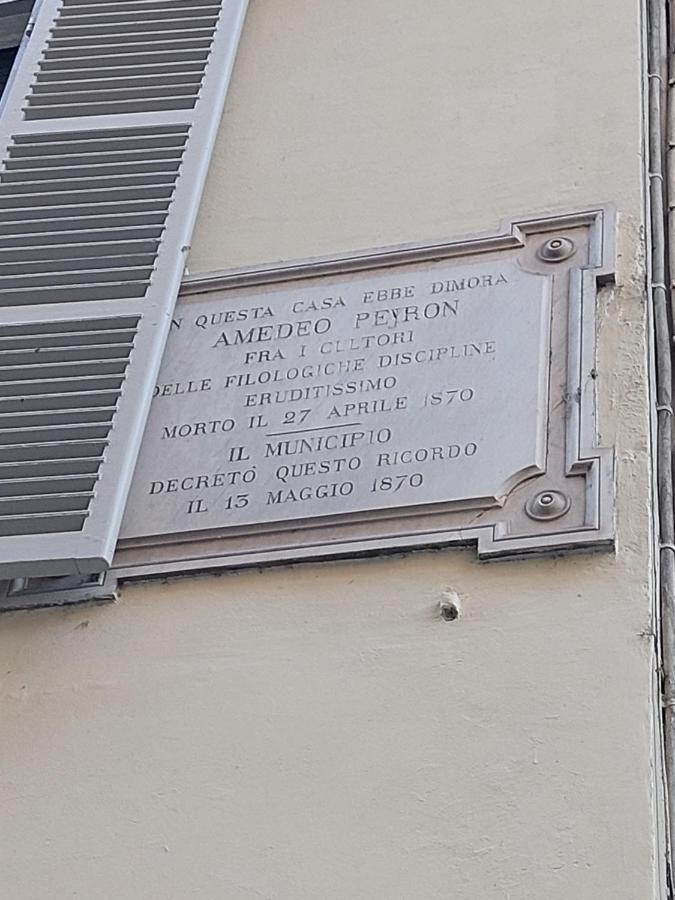 N QUESTA CASA EBBE DIMORA
AMEDEO PEYRON
FRA I CULTORI
DELLE FILOLOGICHE DISCIPLINE
ERUDITISSIMO
MORTO IL 27 APRILE 1870
IL MUNICIPIO
DECRETÒ QUESTO RICORDO
IL 13 MAGGIO 1870